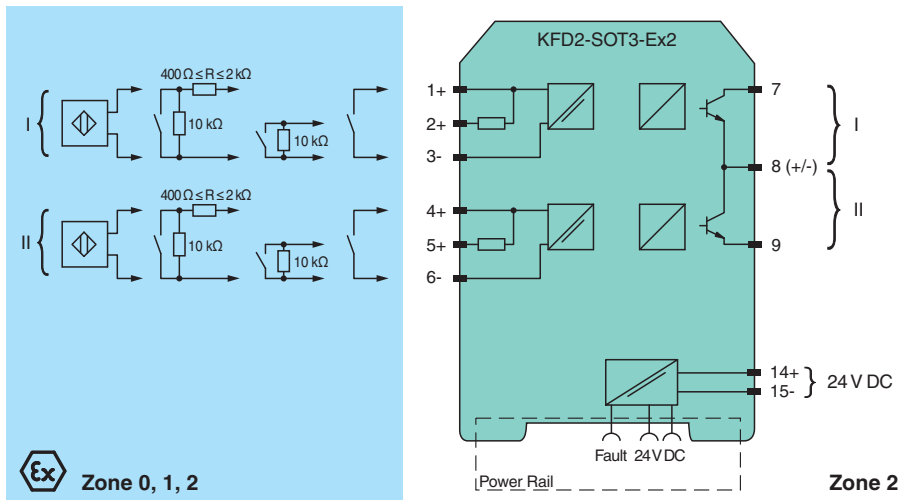 400 Ω ≤ R ≤ 2 kΩ
I
10 kΩ
10 kΩ
400 Ω ≤ R ≤ 2 kΩ
II
10 kΩ
10 kΩ
Ex
Zone 0, 1, 2
KFD2-SOT3-Ex2
1+
2+
3-
4+
5+
6-
7
I
8 (+/-)
II
9
14+
15-
24 V DC
Fault 24 V DC
Power Rail
Zone 2